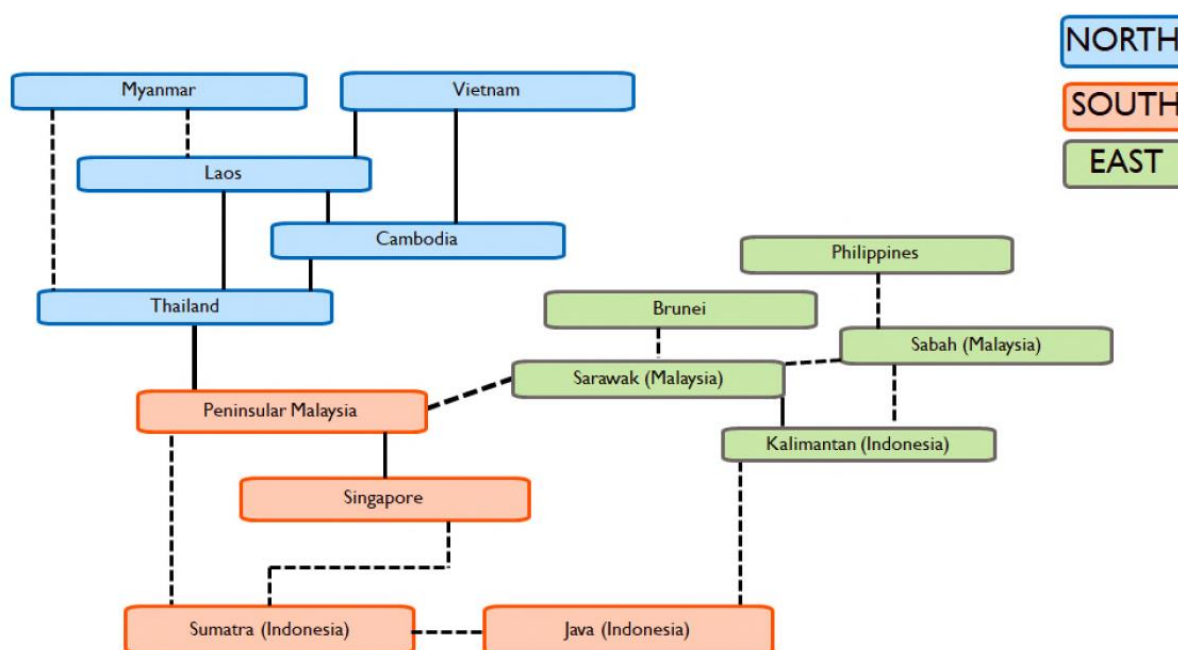 NORTH
Myanmar
Vietnam
SOUTH
EAST
Laos
Cambodia
Philippines
Thailand
Brunei
Sabah (Malaysia)
Sarawak (Malaysia)
Peninsular Malaysia
Kalimantan (Indonesia)
Singapore
Sumatra (Indonesia)
Java (Indonesia)